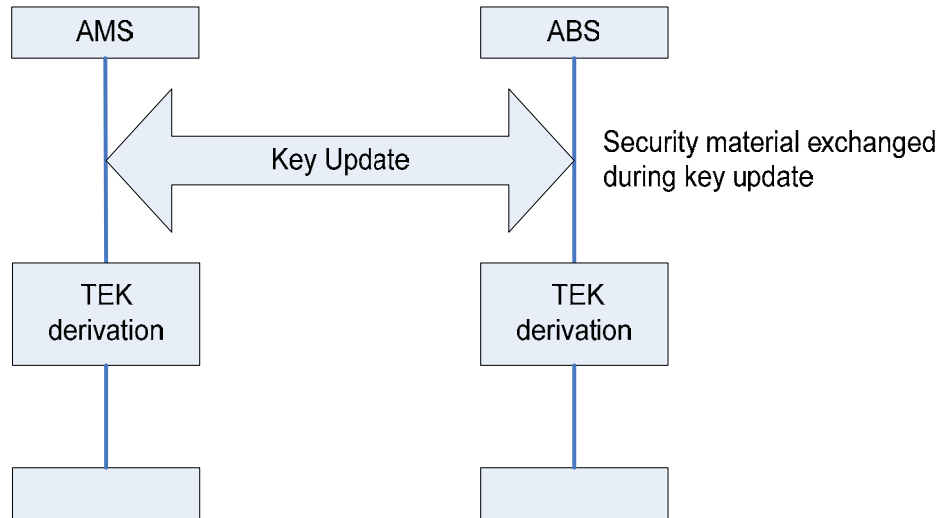 AMS
ABS
Key Update
Security material exchanged
during key update
TEK
derivation
TEK
derivation